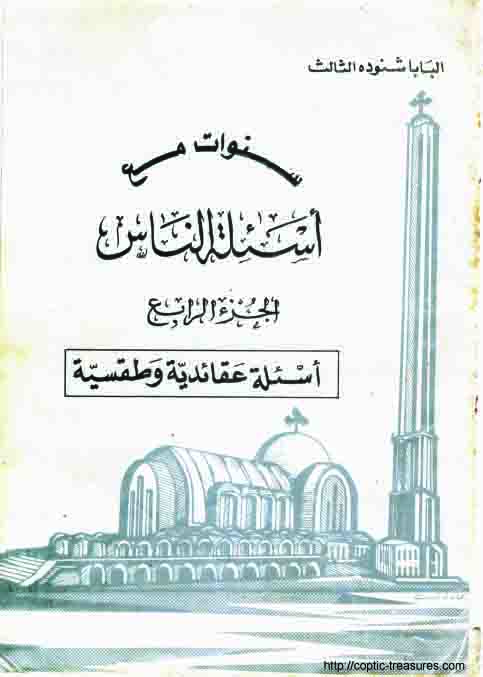 البابا شنوده الثالث
سنوات مع
أسئلة الناس
الجزء الرابع
أسئلة عقائدية وطقسية
http://coptic-treasures.com